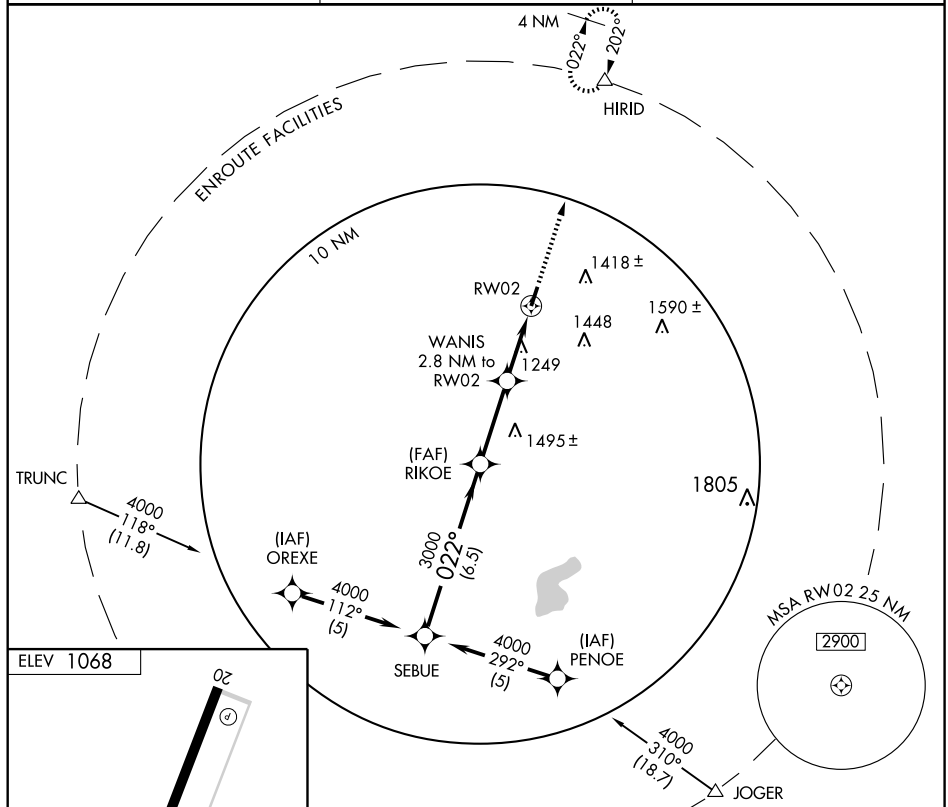 4 NM
022°
202°
HIRID
ENROUTE FACILITIES
10 NM
RW02
1418 ±
1590 ±
1448
WANIS
2.8 NM to
RW02
1249
1495 ±
(FAF)
RIKOE
TRUNC
4000
118°
(11.8)
1805
(IAF)
OREXE
3000
022°
(6.5)
4000
112°
(5)
MSA RW02 25 NM
2900
SEBUE
4000
292°
(5)
(IAF)
PENOE
ELEV 1068
20
P
4000
310°
(18.7)
JOGER